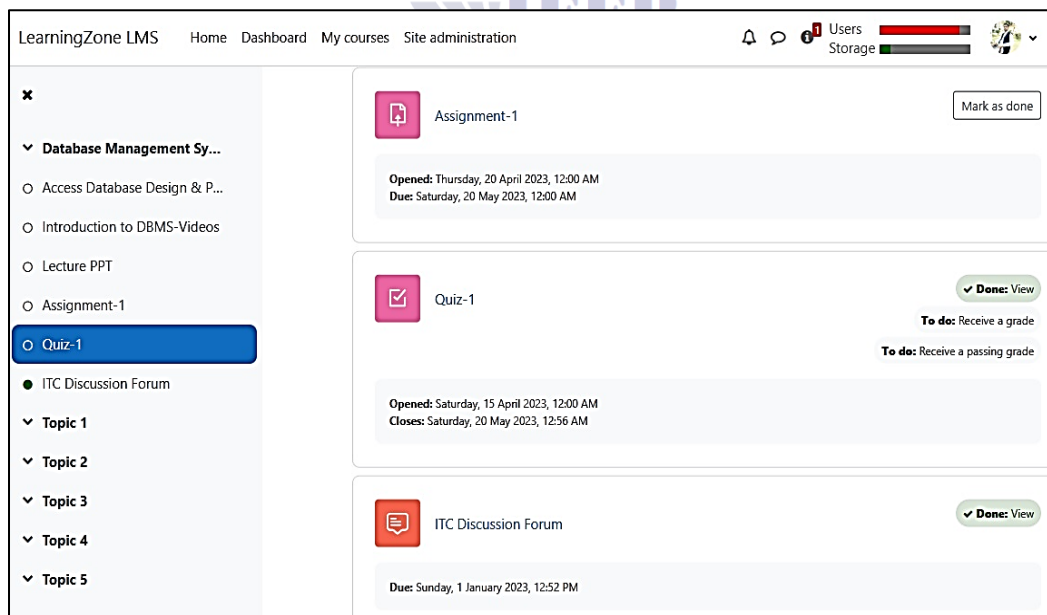 LearningZone LMS Home Dashboard My courses Site administration
1 Users
Storage
Database Management Sy...
Access Database Design & P...
Introduction to DBMS-Videos
Lecture PPT
Assignment-1
Quiz-1
ITC Discussion Forum
Topic 1
Topic 2
Topic 3
Topic 4
Topic 5
Assignment-1
Mark as done
Opened: Thursday, 20 April 2023, 12:00 AM
Due: Saturday, 20 May 2023, 12:00 AM
Quiz-1
Done: View
To do: Receive a grade
To do: Receive a passing grade
Opened: Saturday, 15 April 2023, 12:00 AM
Closes: Saturday, 20 May 2023, 12:56 AM
ITC Discussion Forum
Done: View
Due: Sunday, 1 January 2023, 12:52 PM